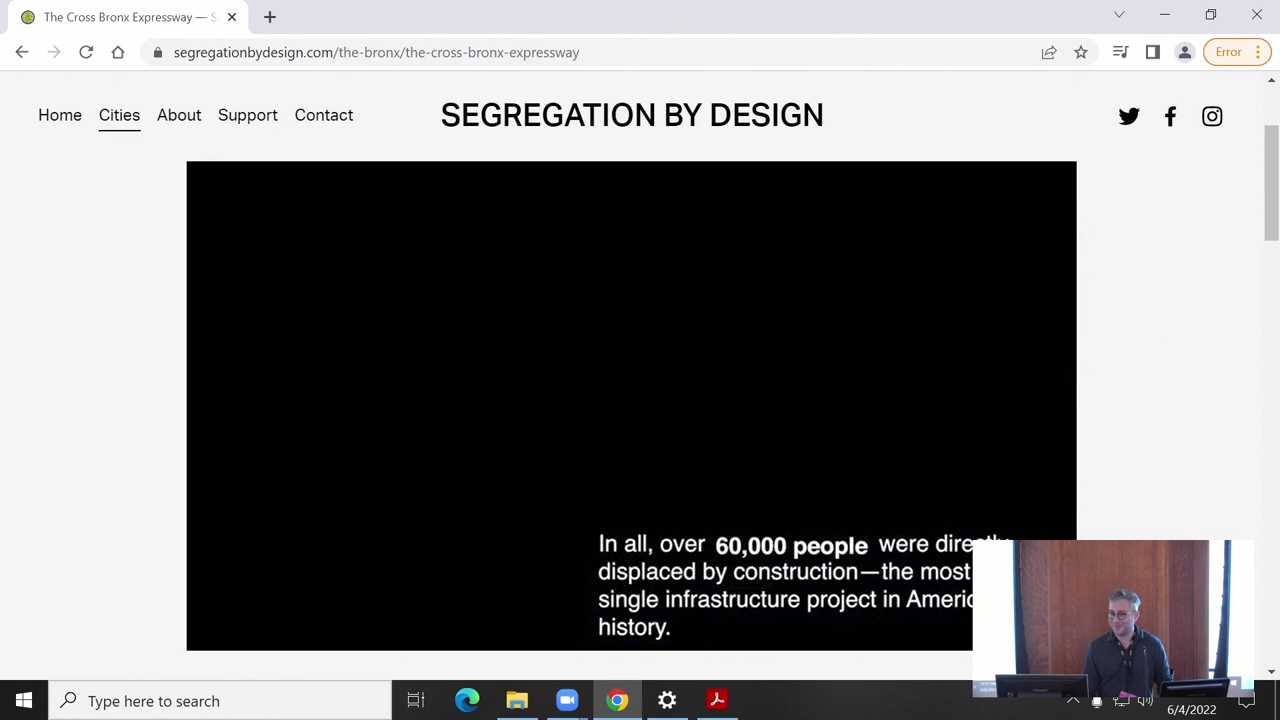 The Cross Bronx Expressway — S
segregationbydesign.com/the-bronx/the-cross-bronx-expressway
Error
Home Cities About Support Contact
SEGREGATION BY DESIGN
In all, over 60,000 people were directly
displaced by construction—the most
single infrastructure project in Americ
history.
Type here to search
6/4/2022